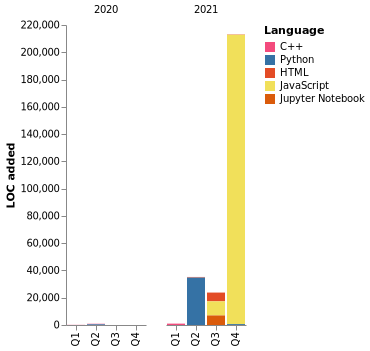 2020 2021
LOC added
220,000
200,000
180,000
160,000
140,000
120,000
100,000
80,000
60,000
40,000
20,000
0
Q1 Q2 Q3 Q4 Q1 Q2 Q3 Q4
Language
C++
Python
HTML
JavaScript
Jupyter Notebook